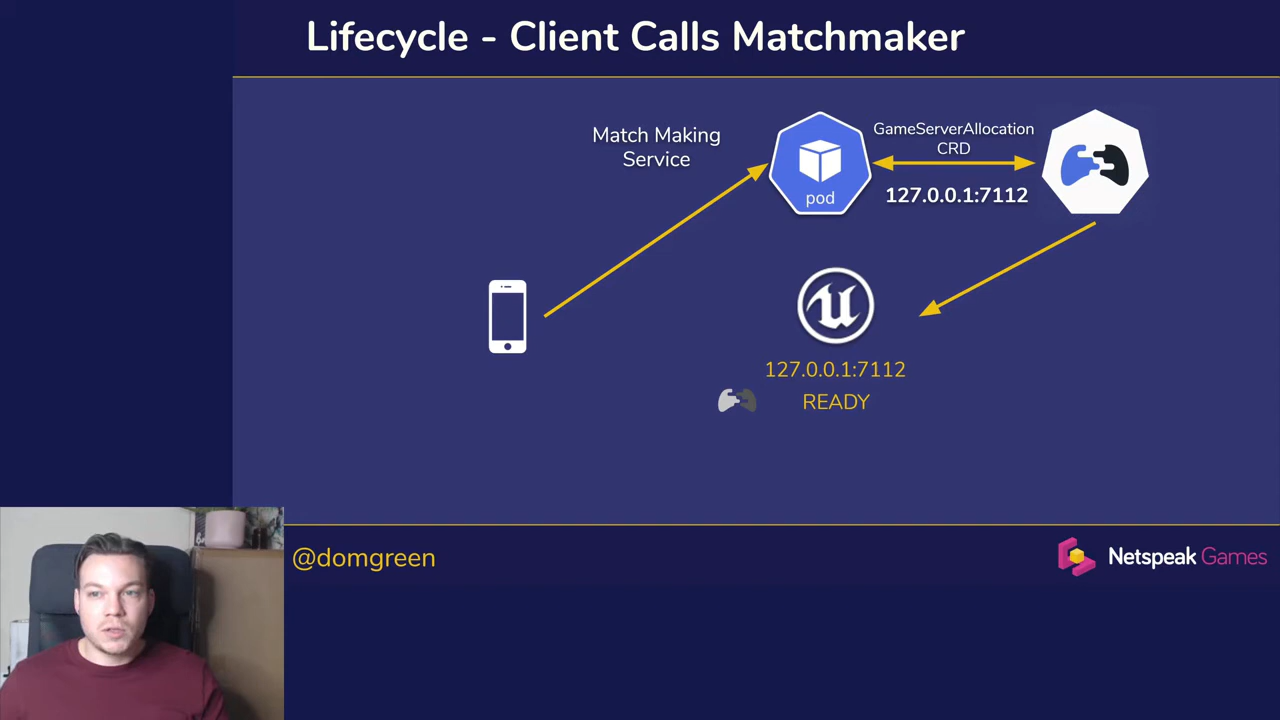 Lifecycle - Client Calls Matchmaker
Match Making
Service
pod
GameServerAllocation
CRD
127.0.0.1:7112
127.0.0.1:7112
READY
@domgreen
Netspeak Games